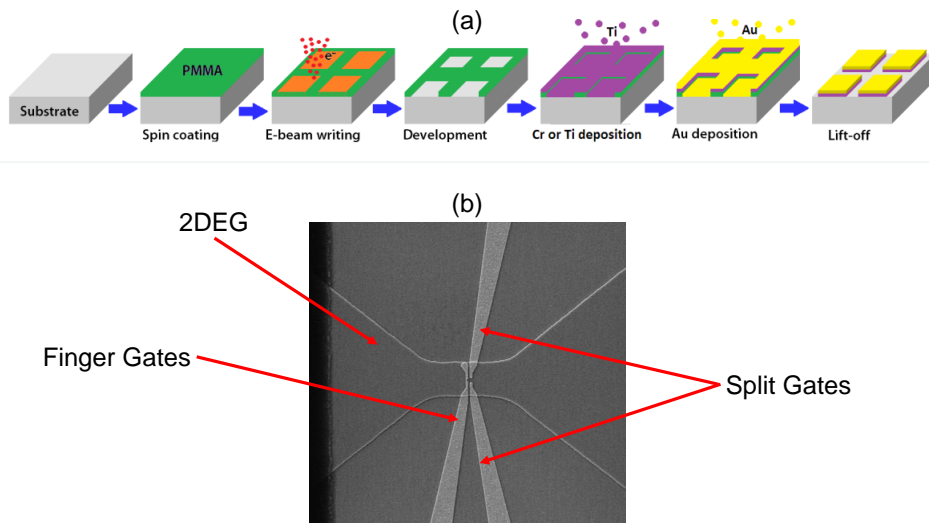 (a)
Ti
Au
PMMA
e⁻
Substrate
Spin coating
E-beam writing
Development
Cr or Ti deposition
Au deposition
Lift-off
(b)
2DEG
Finger Gates
Split Gates